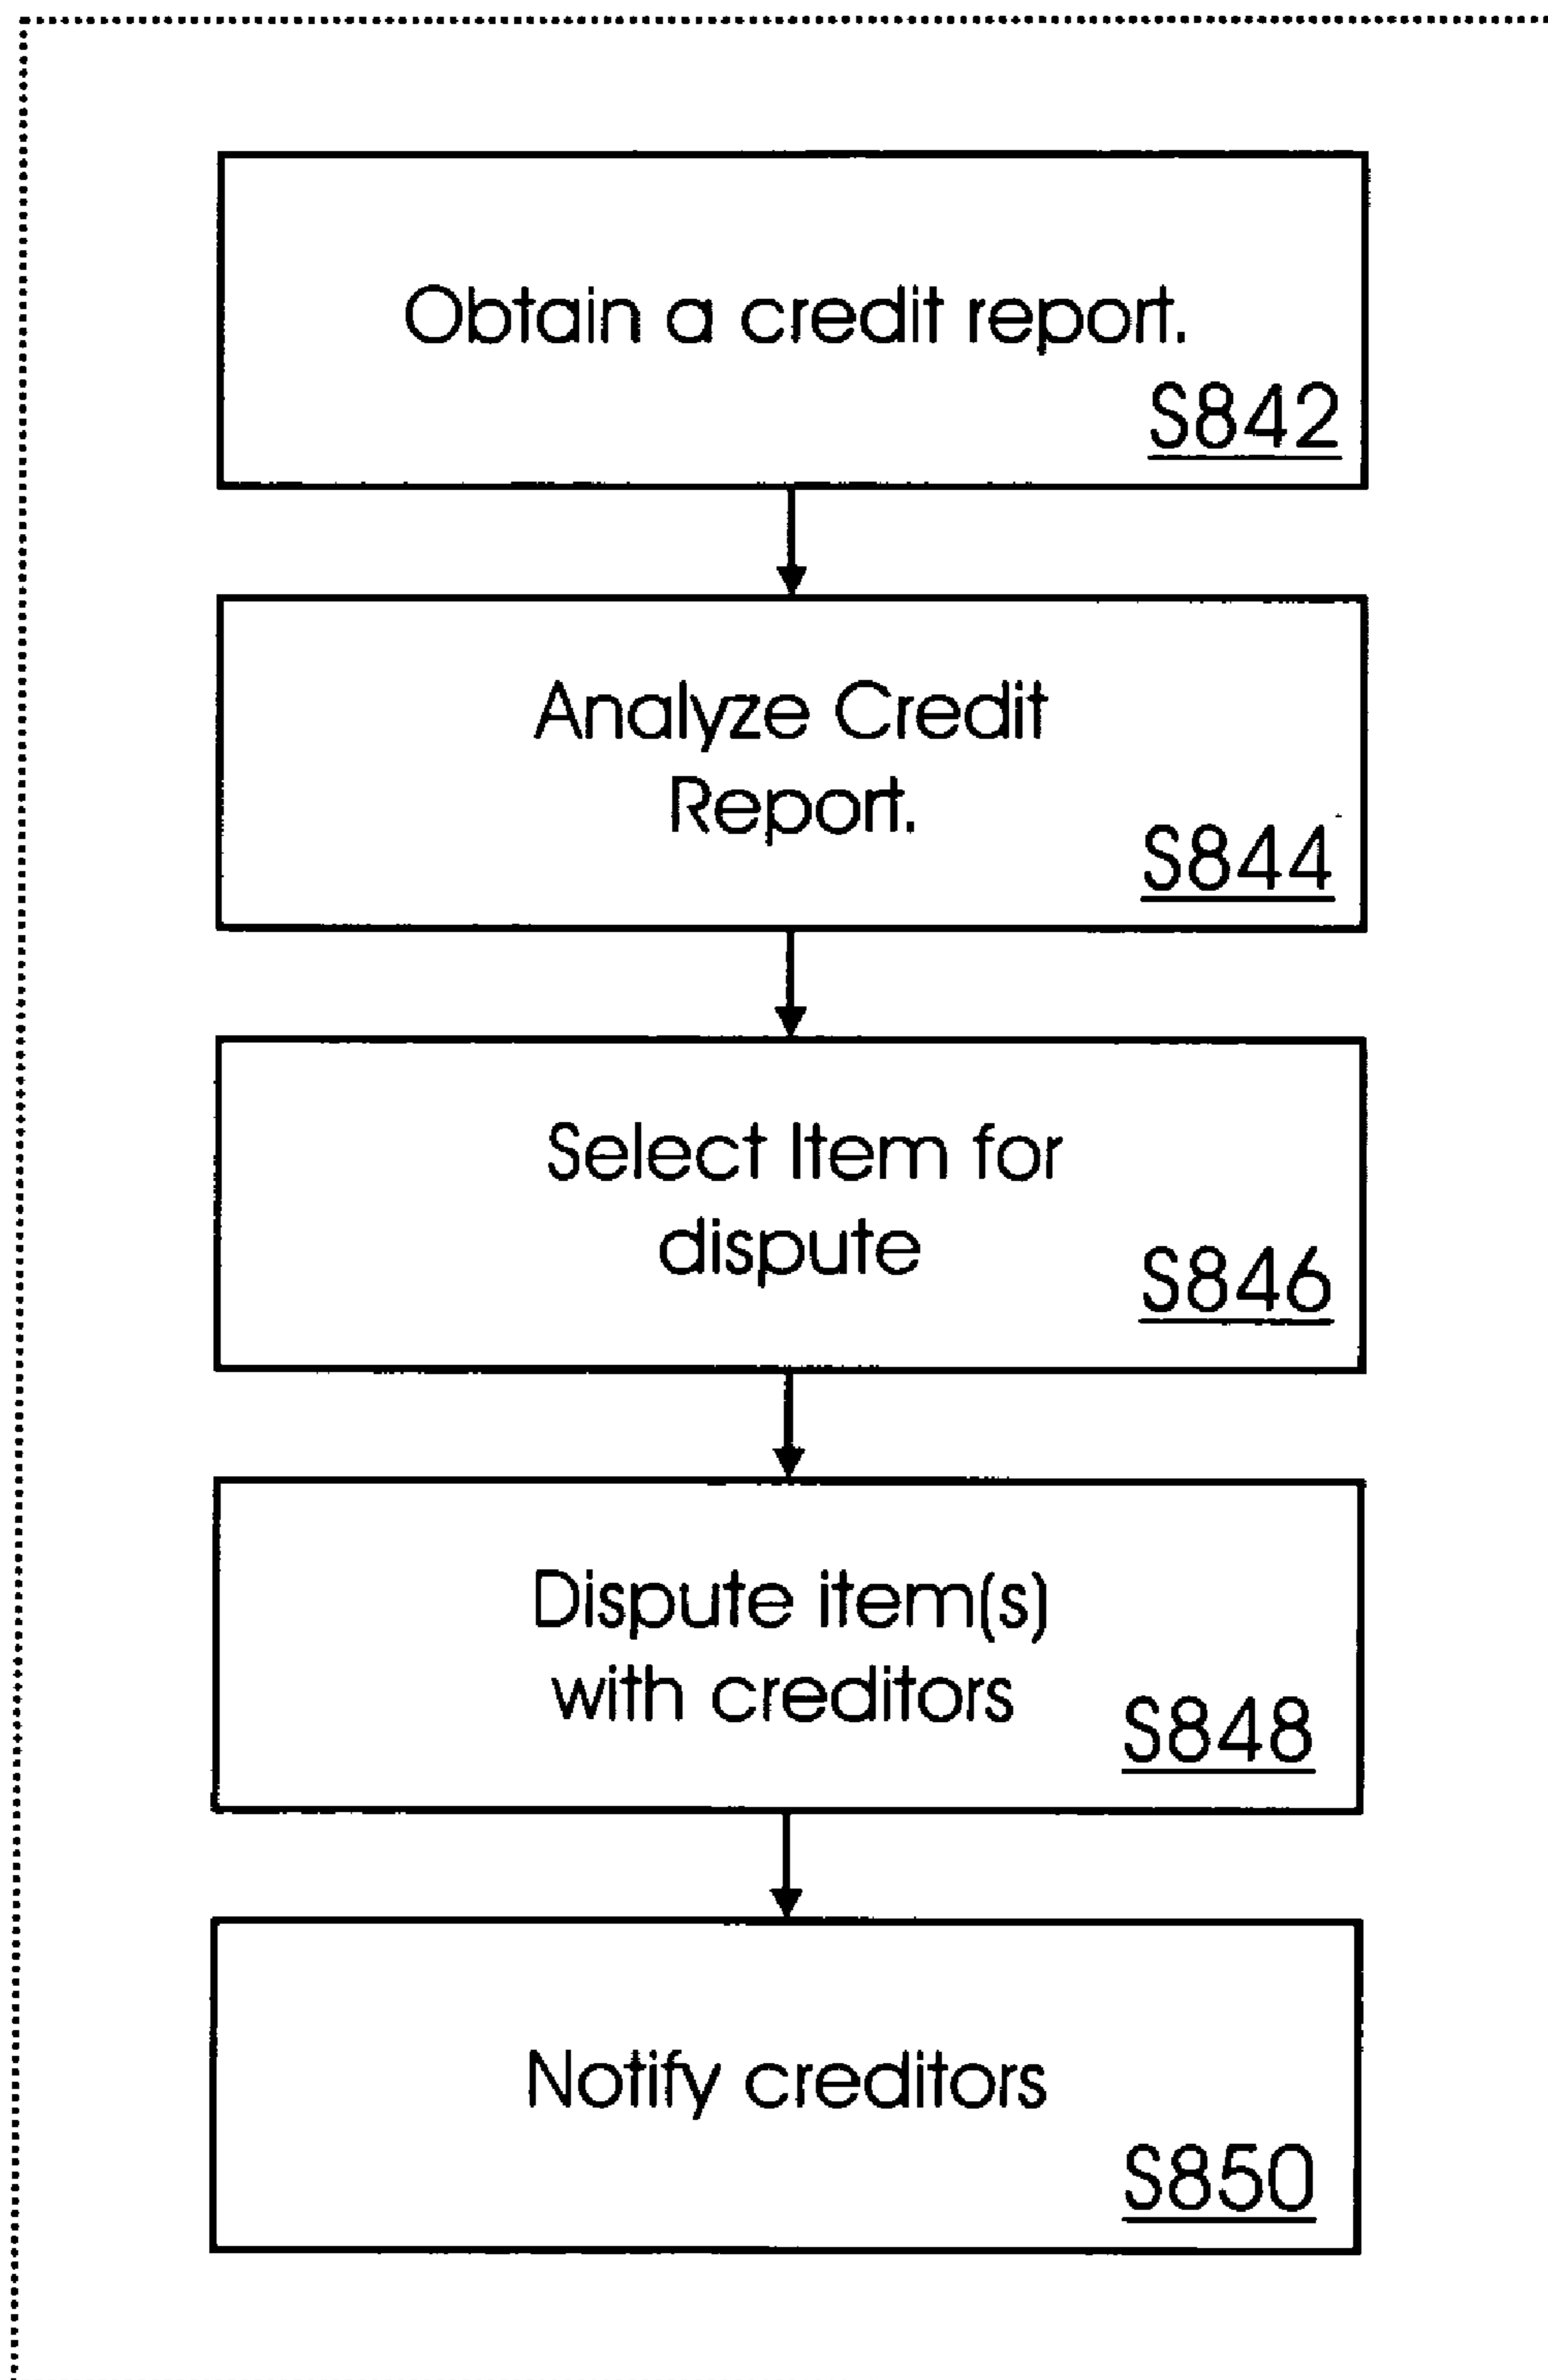 Obtain a credit report.
S842
Analyze Credit
Report.
S844
Select Item for
dispute
S846
Dispute item(s)
with creditors
S848
Notify creditors
S850